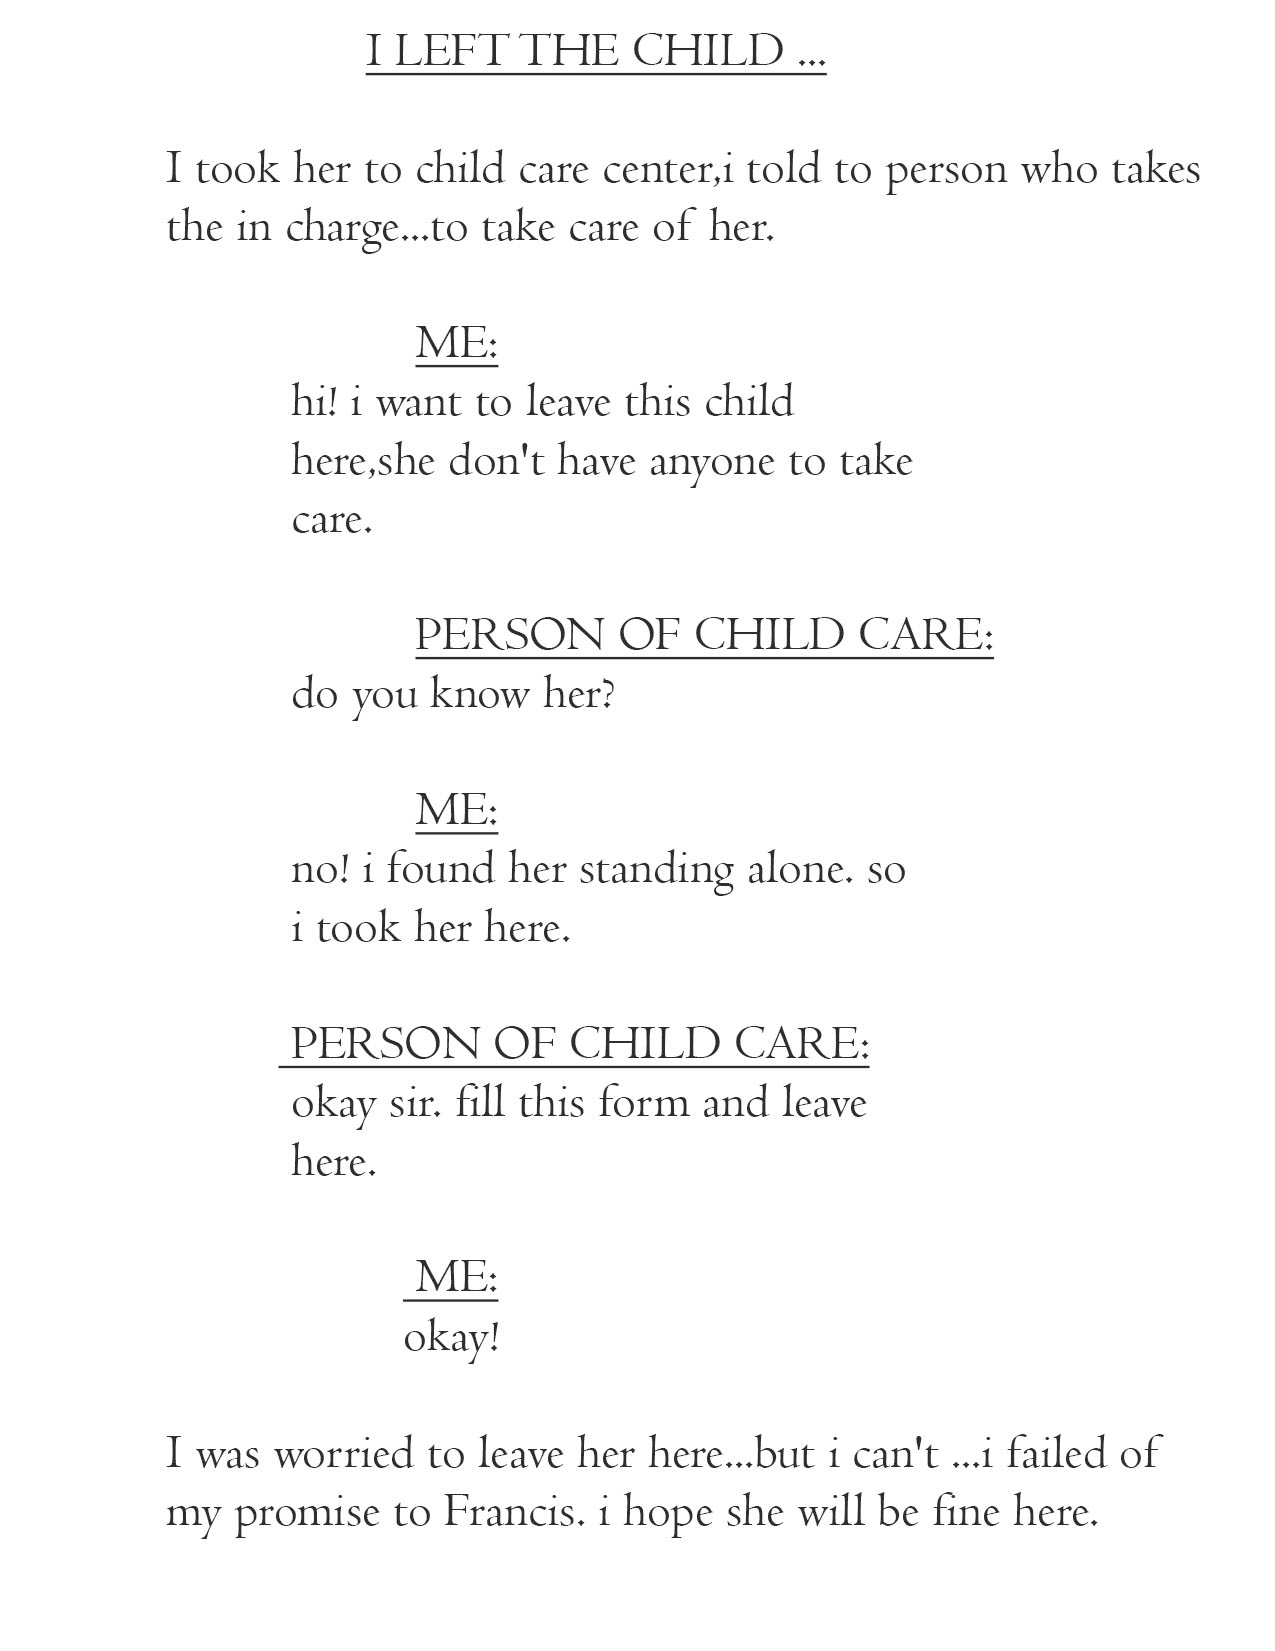 I LEFT THE CHILD ...
I took her to child care center,i told to person who takes
the in charge...to take care of her.
ME:
hi! i want to leave this child
here,she don't have anyone to take
care.
PERSON OF CHILD CARE:
do you know her?
ME:
no! i found her standing alone. so
i took her here.
PERSON OF CHILD CARE:
okay sir. fill this form and leave
here.
ME:
okay!
I was worried to leave her here...but i can't ...i failed of
my promise to Francis. i hope she will be fine here.